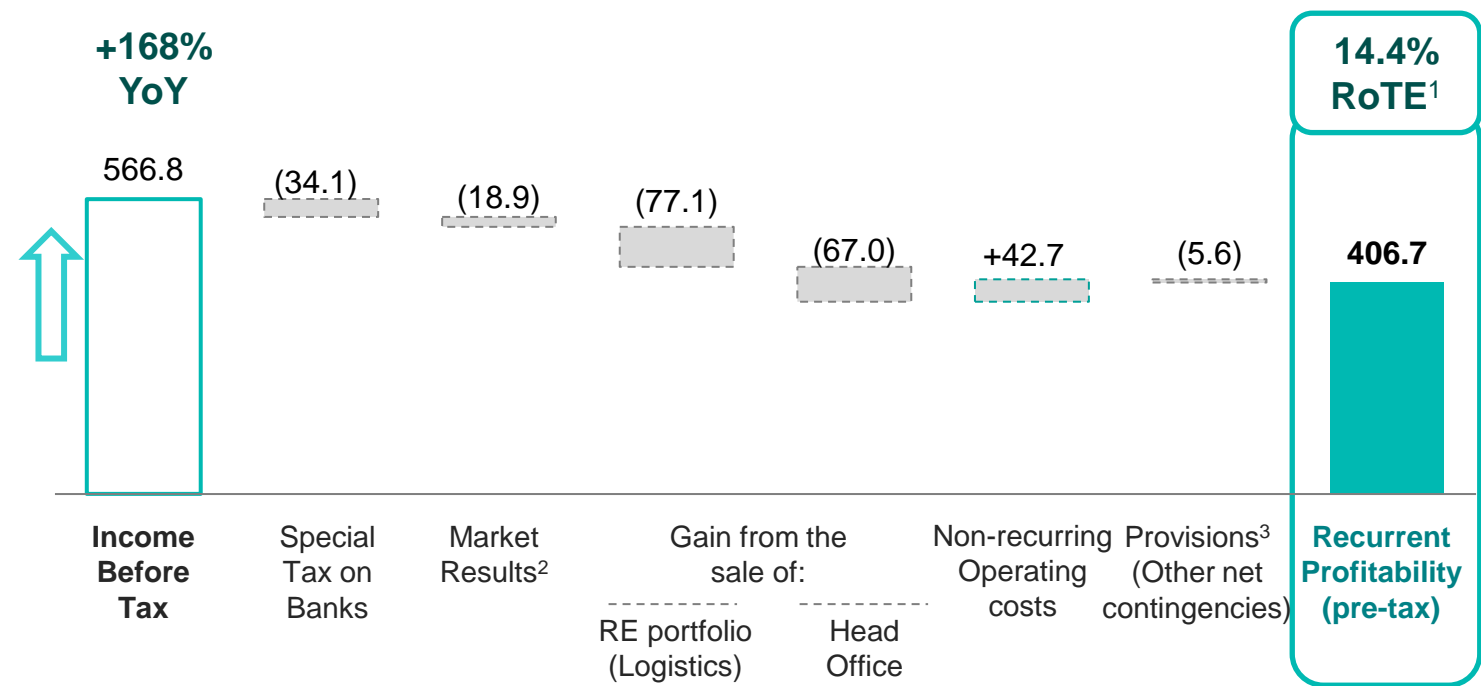 +168%
YoY
14.4%
RoTE¹
566.8
(34.1)
(18.9)
(77.1)
(67.0)
+42.7
(5.6)
406.7
Income
Before
Tax
Special
Tax on
Banks
Market
Results²
Gain from the
sale of:
RE portfolio
(Logistics)
Head
Office
Non-recurring
Operating
costs
Provisions³
(Other net
contingencies)
Recurrent
Profitability
(pre-tax)